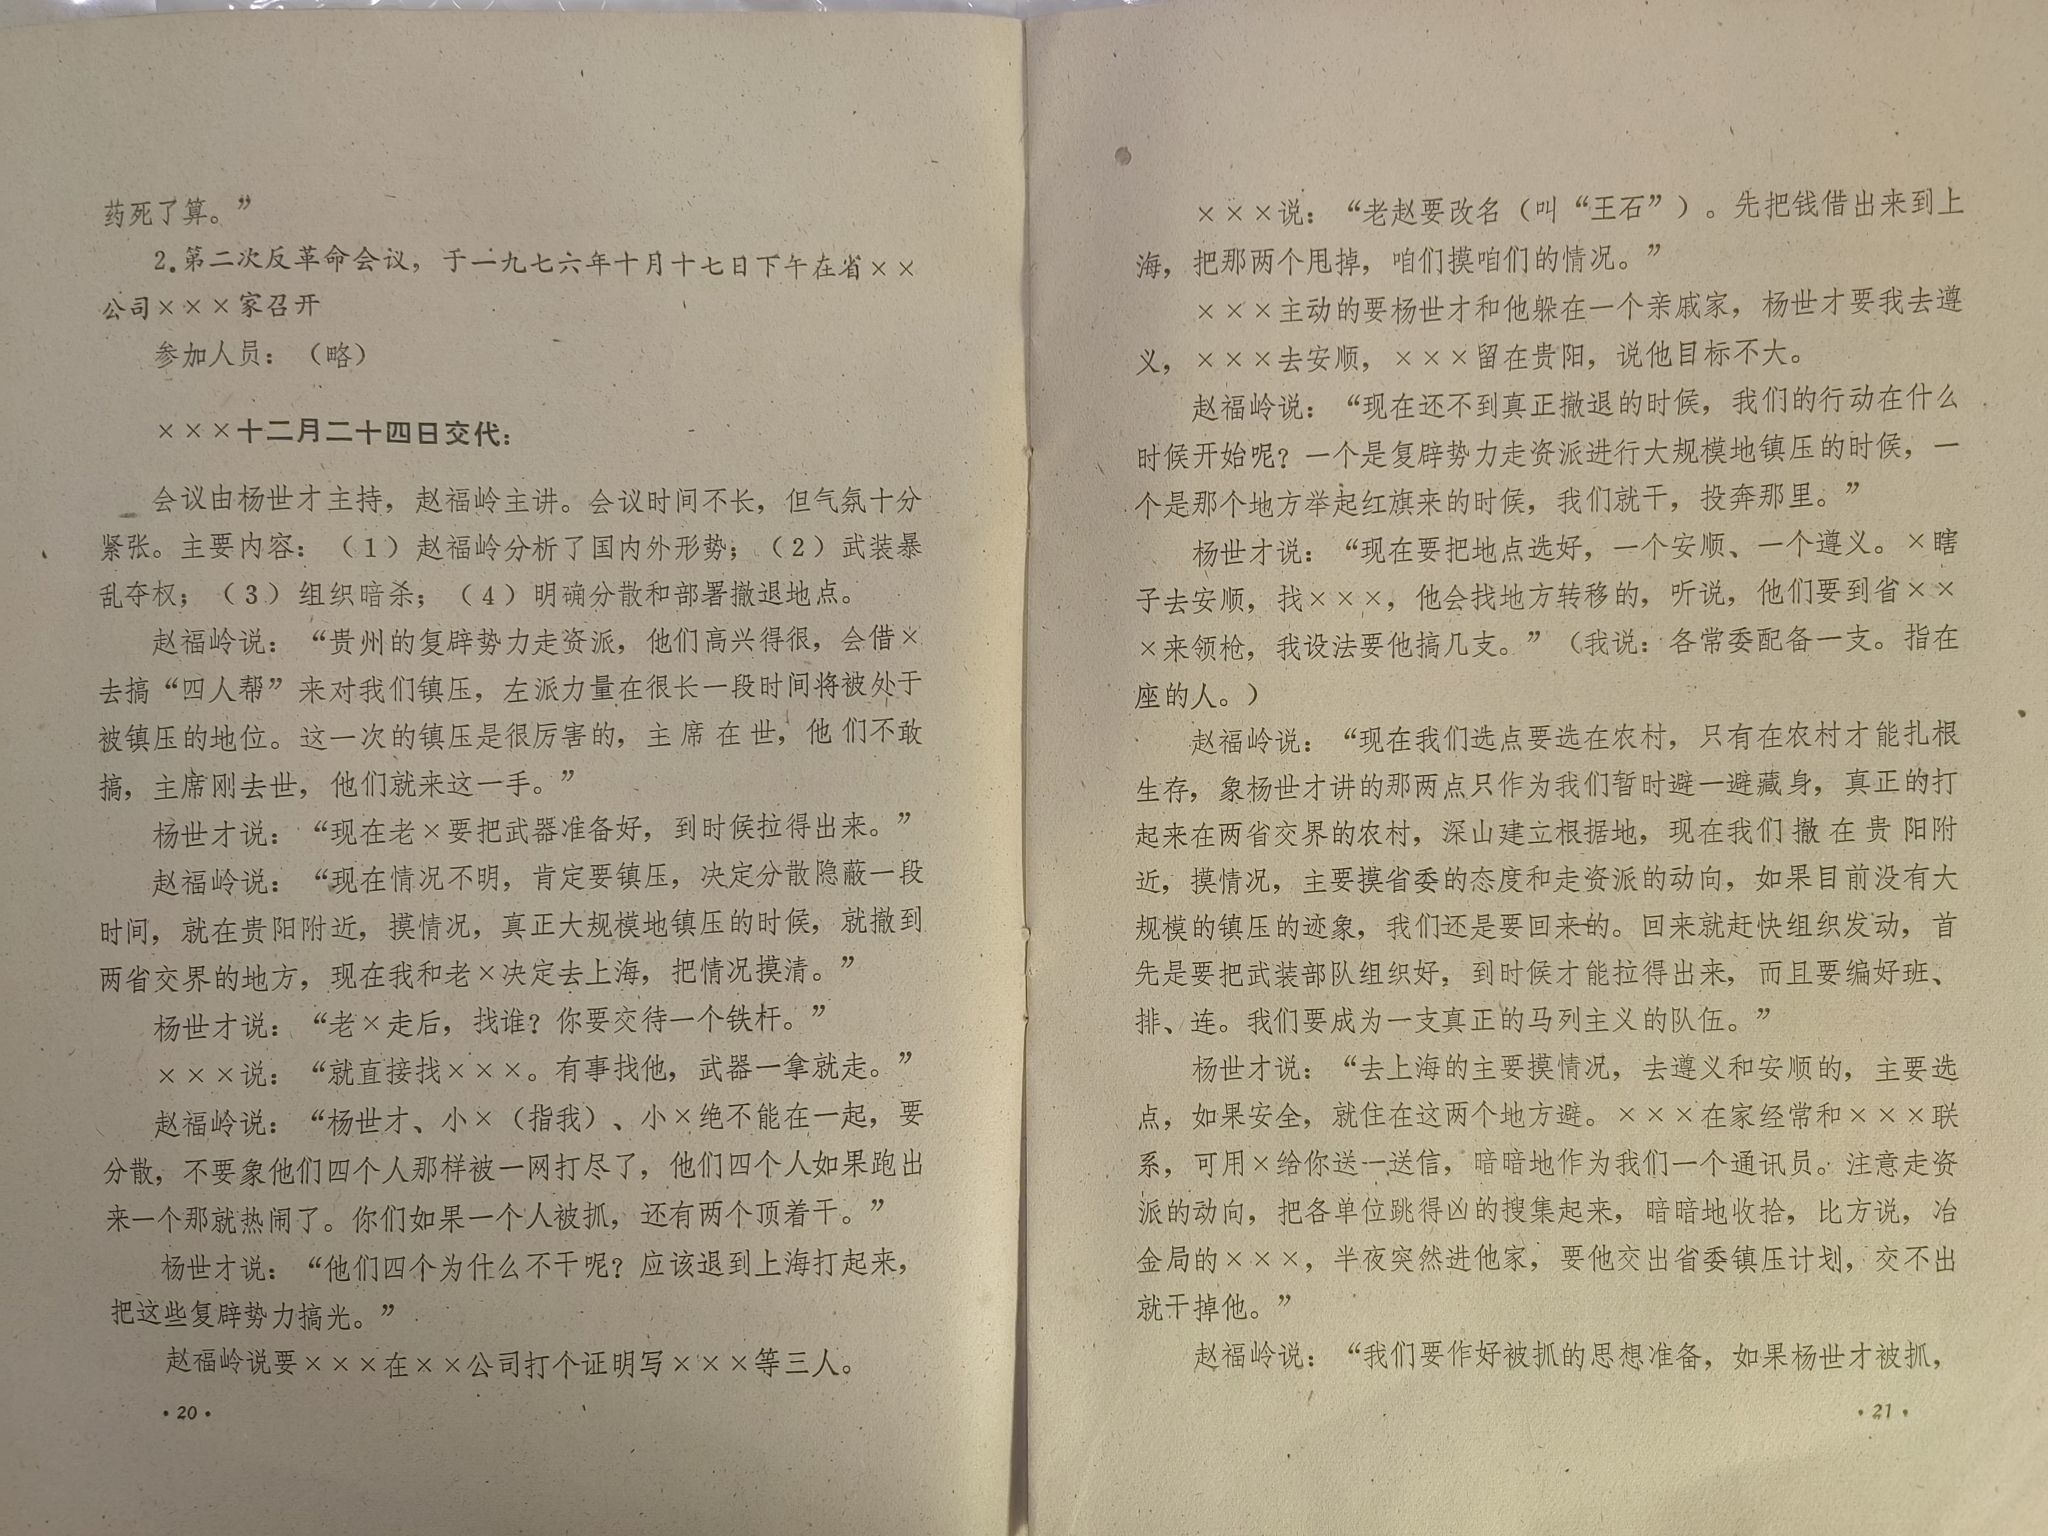 药死了算。”
2.第二次反革命会议，于一九七六年十月十七日下午在省××
公司×××家召开
参加人员：（略）
×××十二月二十四日交代：
会议由杨世才主持，赵福岭主讲。会议时间不长，但气氛十分
紧张。主要内容：（1）赵福岭分析了国内外形势；（2）武装暴
乱夺权；（3）组织暗杀；（4）明确分散和部署撤退地点。
赵福岭说：“贵州的复辟势力走资派，他们高兴得很，会借×
去搞“四人帮”来对我们镇压，左派力量在很长一段时间将被处于
被镇压的地位。这一次的镇压是很厉害的，主席在世，他们不敢
搞，主席刚去世，他们就来这一手。”
杨世才说：“现在老×要把武器准备好，到时候拉得出来。”
赵福岭说：“现在情况不明，肯定要镇压，决定分散隐蔽一段
时间，就在贵阳附近，摸情况，真正大规模地镇压的时候，就撤到
两省交界的地方，现在我和老×决定去上海，把情况摸清。”
杨世才说：“老×走后，找谁？你要交待一个铁杆。”
×××说：“就直接找×××。有事找他，武器一拿就走。”
赵福岭说：“杨世才、小×（指我）、小×绝不能在一起，要
分散，不要象他们四个人那样被一网打尽了，他们四个人如果跑出
来一个那就热闹了。你们如果一个人被抓，还有两个顶着干。”
杨世才说：“他们四个为什么不干呢？应该退到上海打起来，
把这些复辟势力搞光。”
赵福岭说要×××在××公司打个证明写×××等三人。
·20·
×××说：“老赵要改名（叫“王石”）。先把钱借出来到上
海，把那两个甩掉，咱们摸咱们的情况。”
×××主动的要杨世才和他躲在一个亲戚家，杨世才要我去遵
义，×××去安顺，×××留在贵阳，说他目标不大。
赵福岭说：“现在还不到真正撤退的时候，我们的行动在什么
时候开始呢？一个是复辟势力走资派进行大规模地镇压的时候，一
个是那个地方举起红旗来的时候，我们就干，投奔那里。”
杨世才说：“现在要把地点选好，一个安顺、一个遵义。×瞎
子去安顺，找×××，他会找地方转移的，听说，他们要到省××
×来领枪，我设法要他搞几支。”（我说：各常委配备一支。指在
座的人。）
赵福岭说：“现在我们选点要选在农村，只有在农村才能扎根
生存，象杨世才讲的那两点只作为我们暂时避一避藏身，真正的打
起来在两省交界的农村，深山建立根据地，现在我们撤在贵阳附
近，摸情况，主要摸省委的态度和走资派的动向，如果目前没有大
规模的镇压的迹象，我们还是要回来的。回来就赶快组织发动，首
先是要把武装部队组织好，到时候才能拉得出来，而且要编好班、
排、连。我们要成为一支真正的马列主义的队伍。”
杨世才说：“去上海的主要摸情况，去遵义和安顺的，主要选
点，如果安全，就住在这两个地方避。×××在家经常和×××联
系，可用×给你送一送信，暗暗地作为我们一个通讯员。注意走资
派的动向，把各单位跳得凶的搜集起来，暗暗地收拾，比方说，冶
金局的×××，半夜突然进他家，要他交出省委镇压计划，交不出
就干掉他。”
赵福岭说：“我们要作好被抓的思想准备，如果杨世才被抓，
·21·